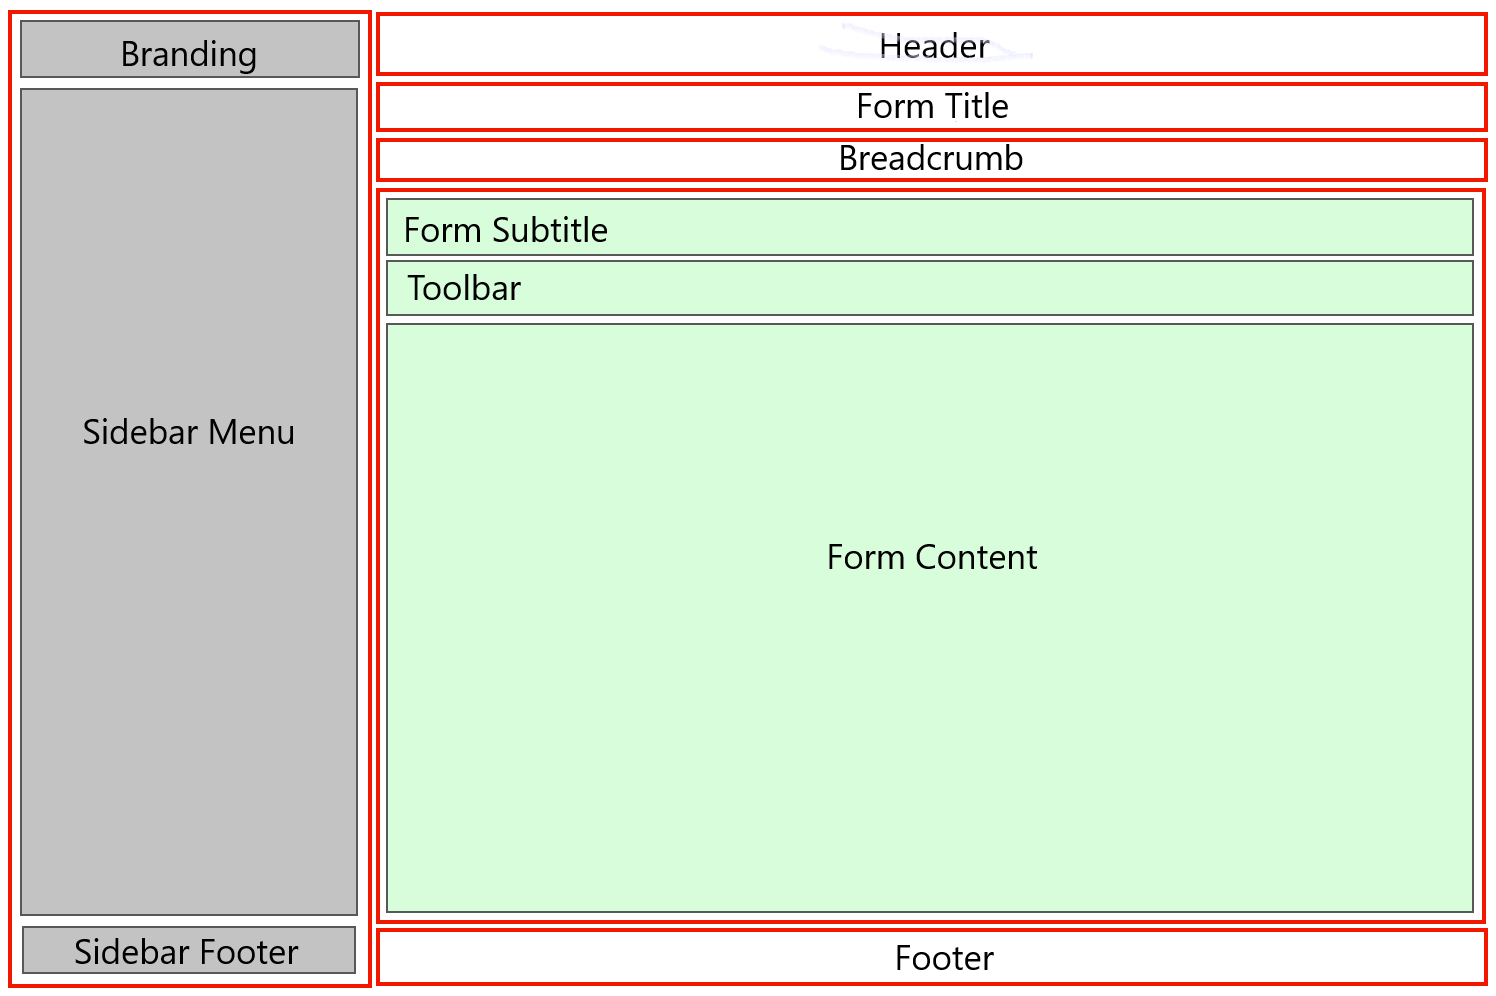 Branding
Sidebar Menu
Sidebar Footer
Header
Form Title
Breadcrumb
Form Subtitle
Toolbar
Form Content
Footer